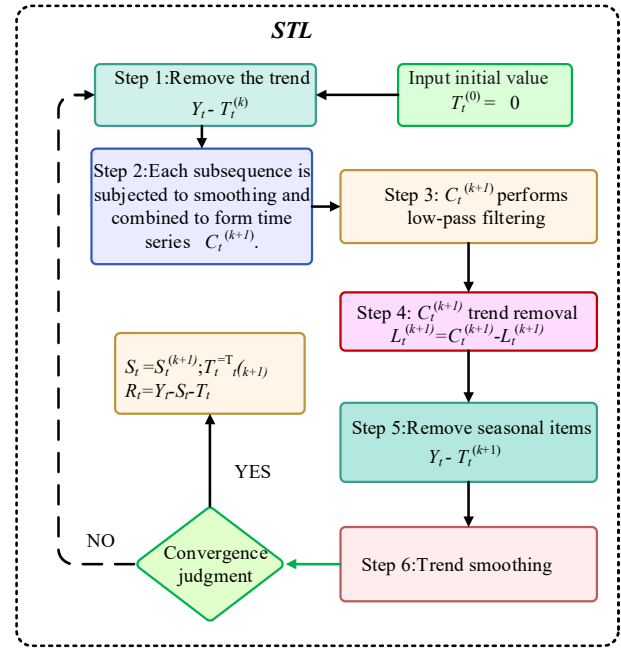 STL
Step 1:Remove the trend
Y_t - T_t^{(k)}
Input initial value
T_t^{(0)} = 0
Step 2:Each subsequence is
subjected to smoothing and
combined to form time
series C_t^{(k+1)}.
Step 3: C_t^{(k+1)} performs
low-pass filtering
Step 4: C_t^{(k+1)} trend removal
L_t^{(k+1)}=C_t^{(k+1)}-L_t^{(k+1)}
S_t=S_t^{(k+1)};T_t^{=T}_{t(k+1)}
R_t=Y_t-S_t-T_t
Step 5:Remove seasonal items
Y_t - T_t^{(k+1)}
YES
NO
Convergence
judgment
Step 6:Trend smoothing